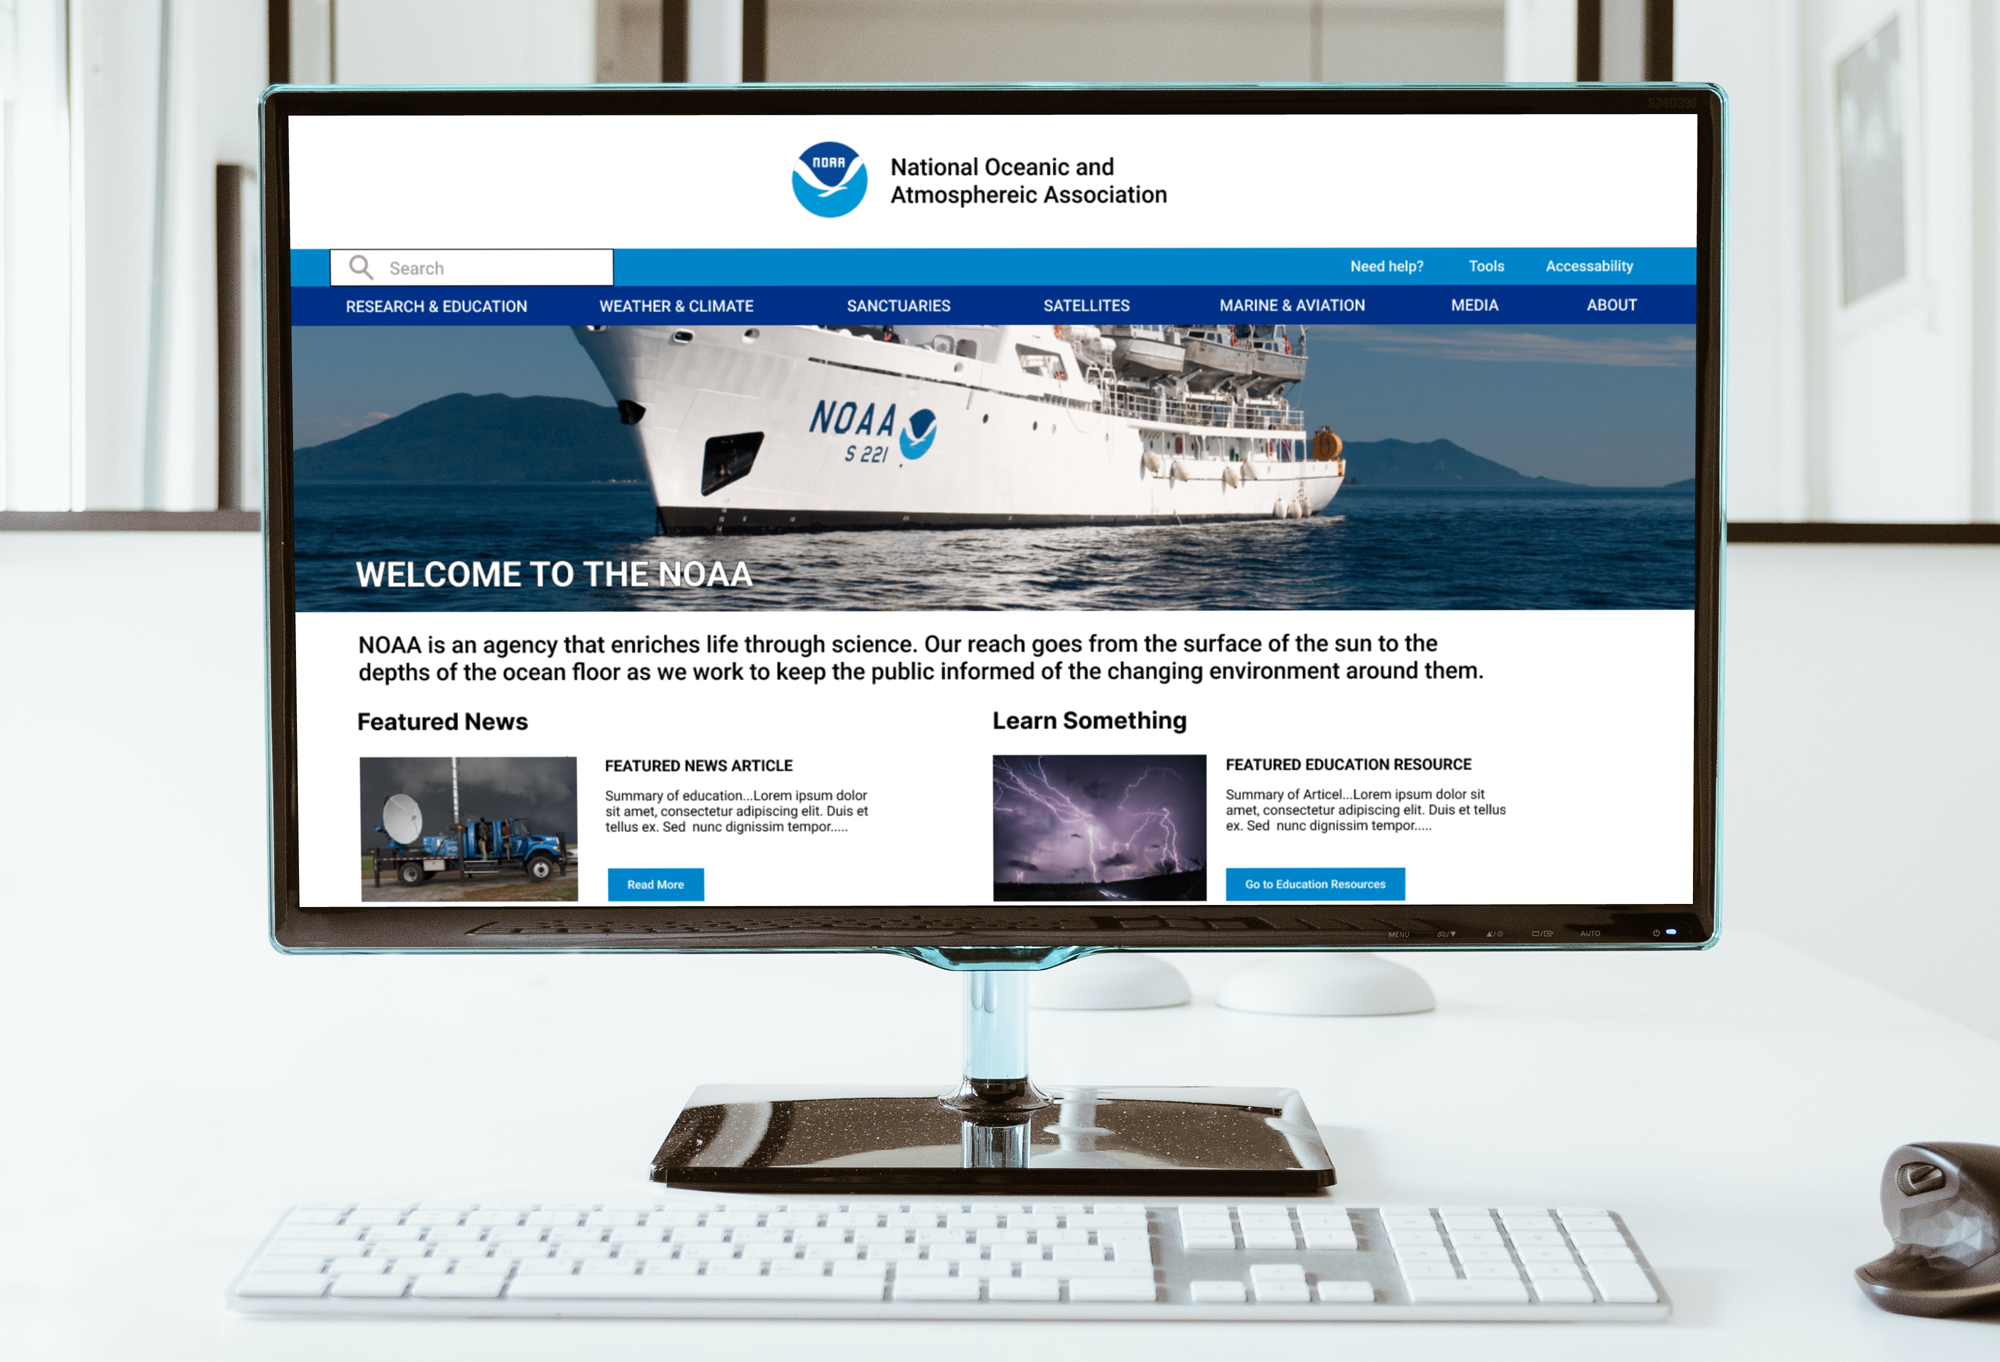 S24D390
NOAA
National Oceanic and
Atmosphereic Association
Search
Need help?
Tools
Accessability
RESEARCH & EDUCATION
WEATHER & CLIMATE
SANCTUARIES
SATELLITES
MARINE & AVIATION
MEDIA
ABOUT
NOAA
S 221
WELCOME TO THE NOAA
NOAA is an agency that enriches life through science. Our reach goes from the surface of the sun to the
depths of the ocean floor as we work to keep the public informed of the changing environment around them.
Featured News
FEATURED NEWS ARTICLE
Summary of education...Lorem ipsum dolor
sit amet, consectetur adipiscing elit. Duis et
tellus ex. Sed nunc dignissim tempor.....
Read More
Learn Something
FEATURED EDUCATION RESOURCE
Summary of Articel...Lorem ipsum dolor sit
amet, consectetur adipiscing elit. Duis et tellus
ex. Sed nunc dignissim tempor.....
Go to Education Resources
MENU
AUTO